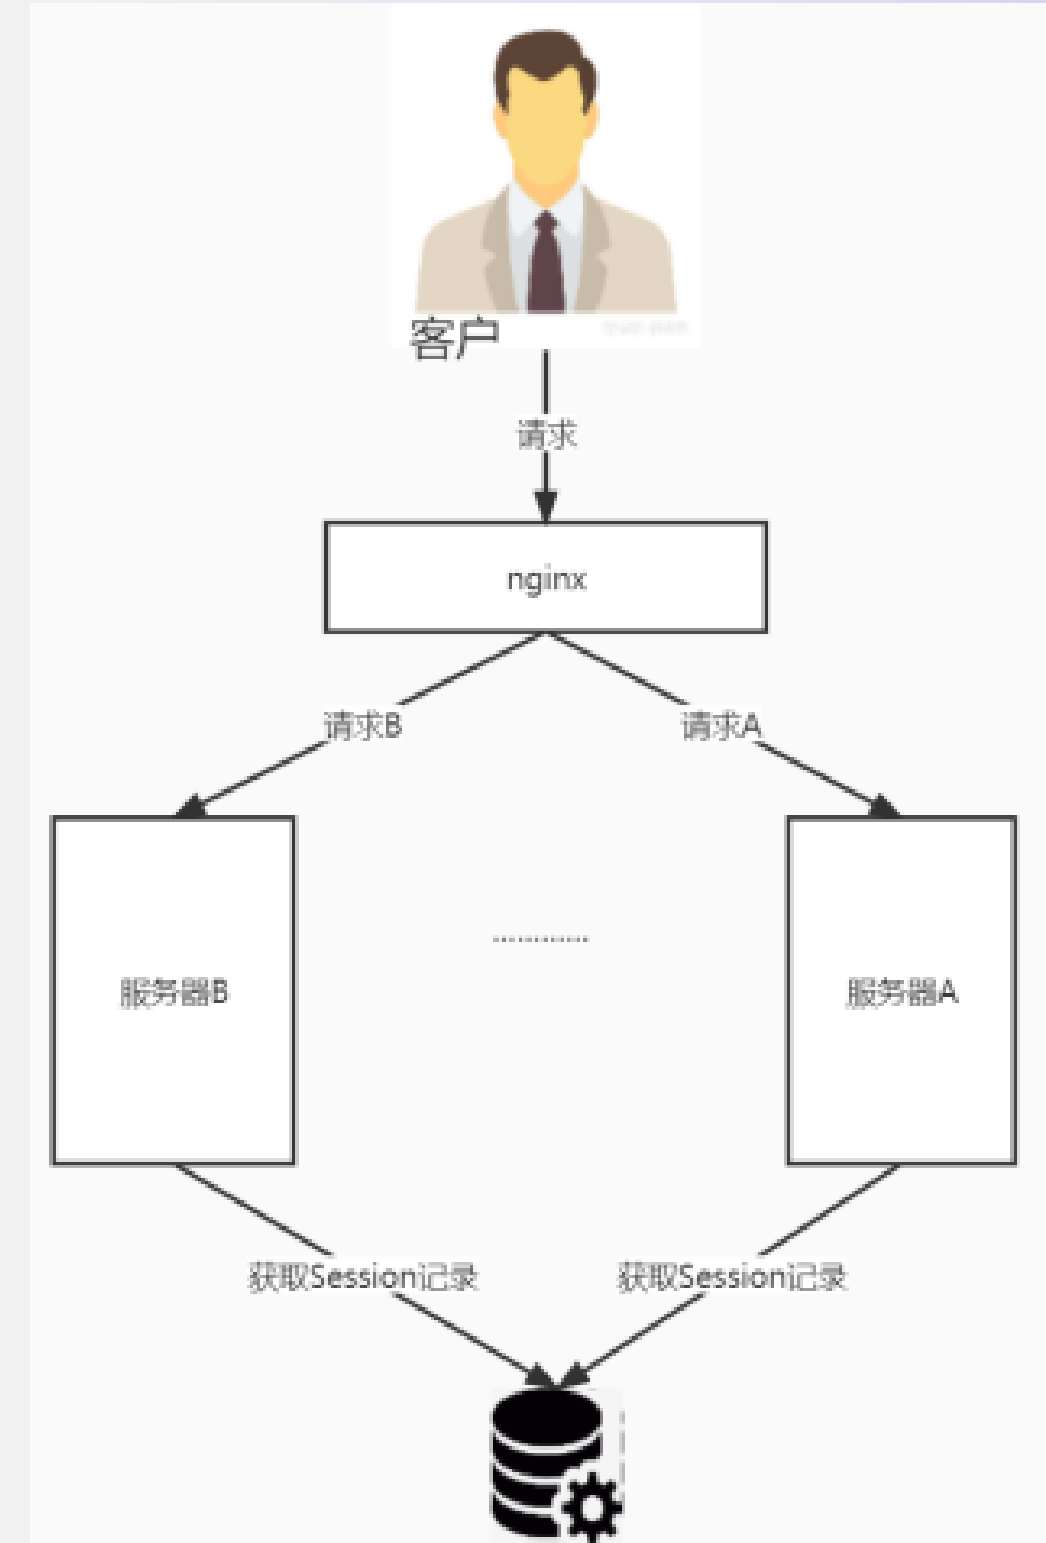 客户
请求
nginx
请求B
请求A
............
服务器B
服务器A
获取Session记录
获取Session记录